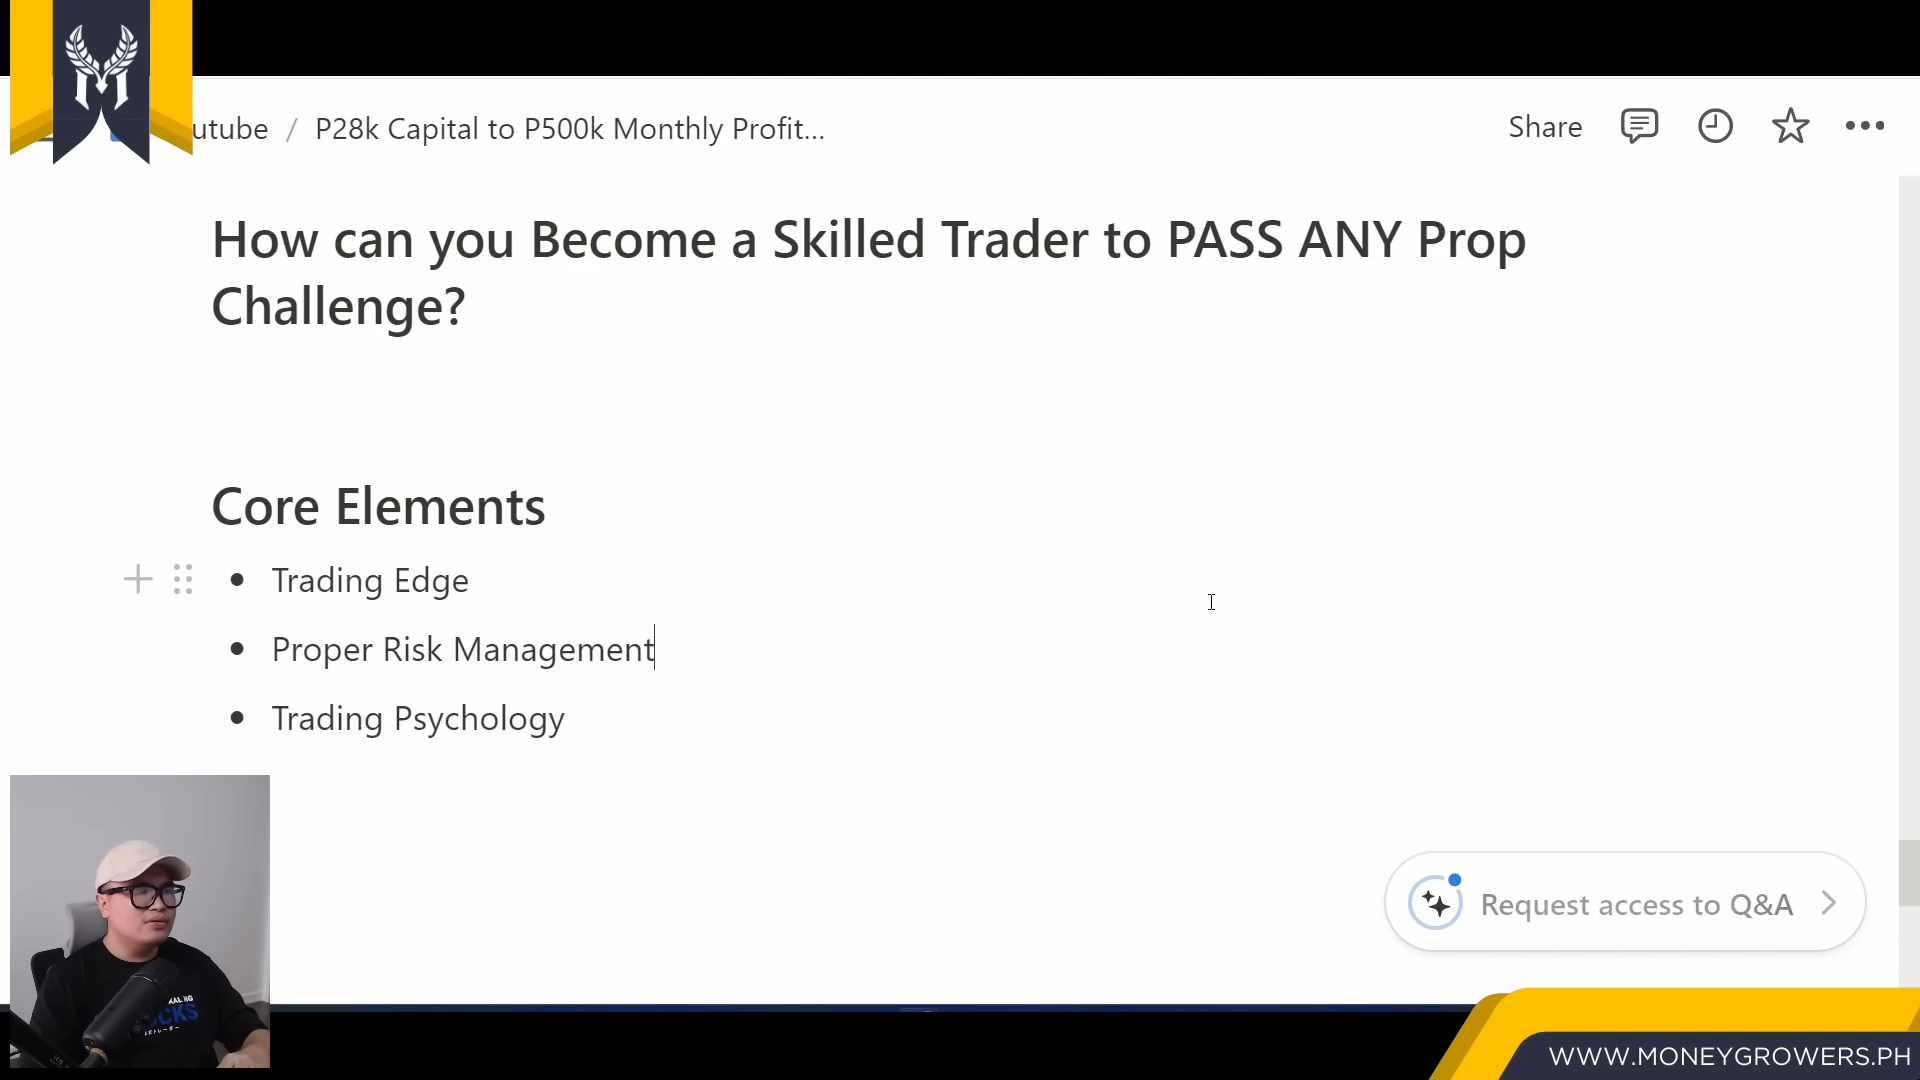 utube / P28k Capital to P500k Monthly Profit...
Share
How can you Become a Skilled Trader to PASS ANY Prop
Challenge?
Core Elements
• Trading Edge
• Proper Risk Management
• Trading Psychology
Request access to Q&A
WWW.MONEYGROWERS.PH